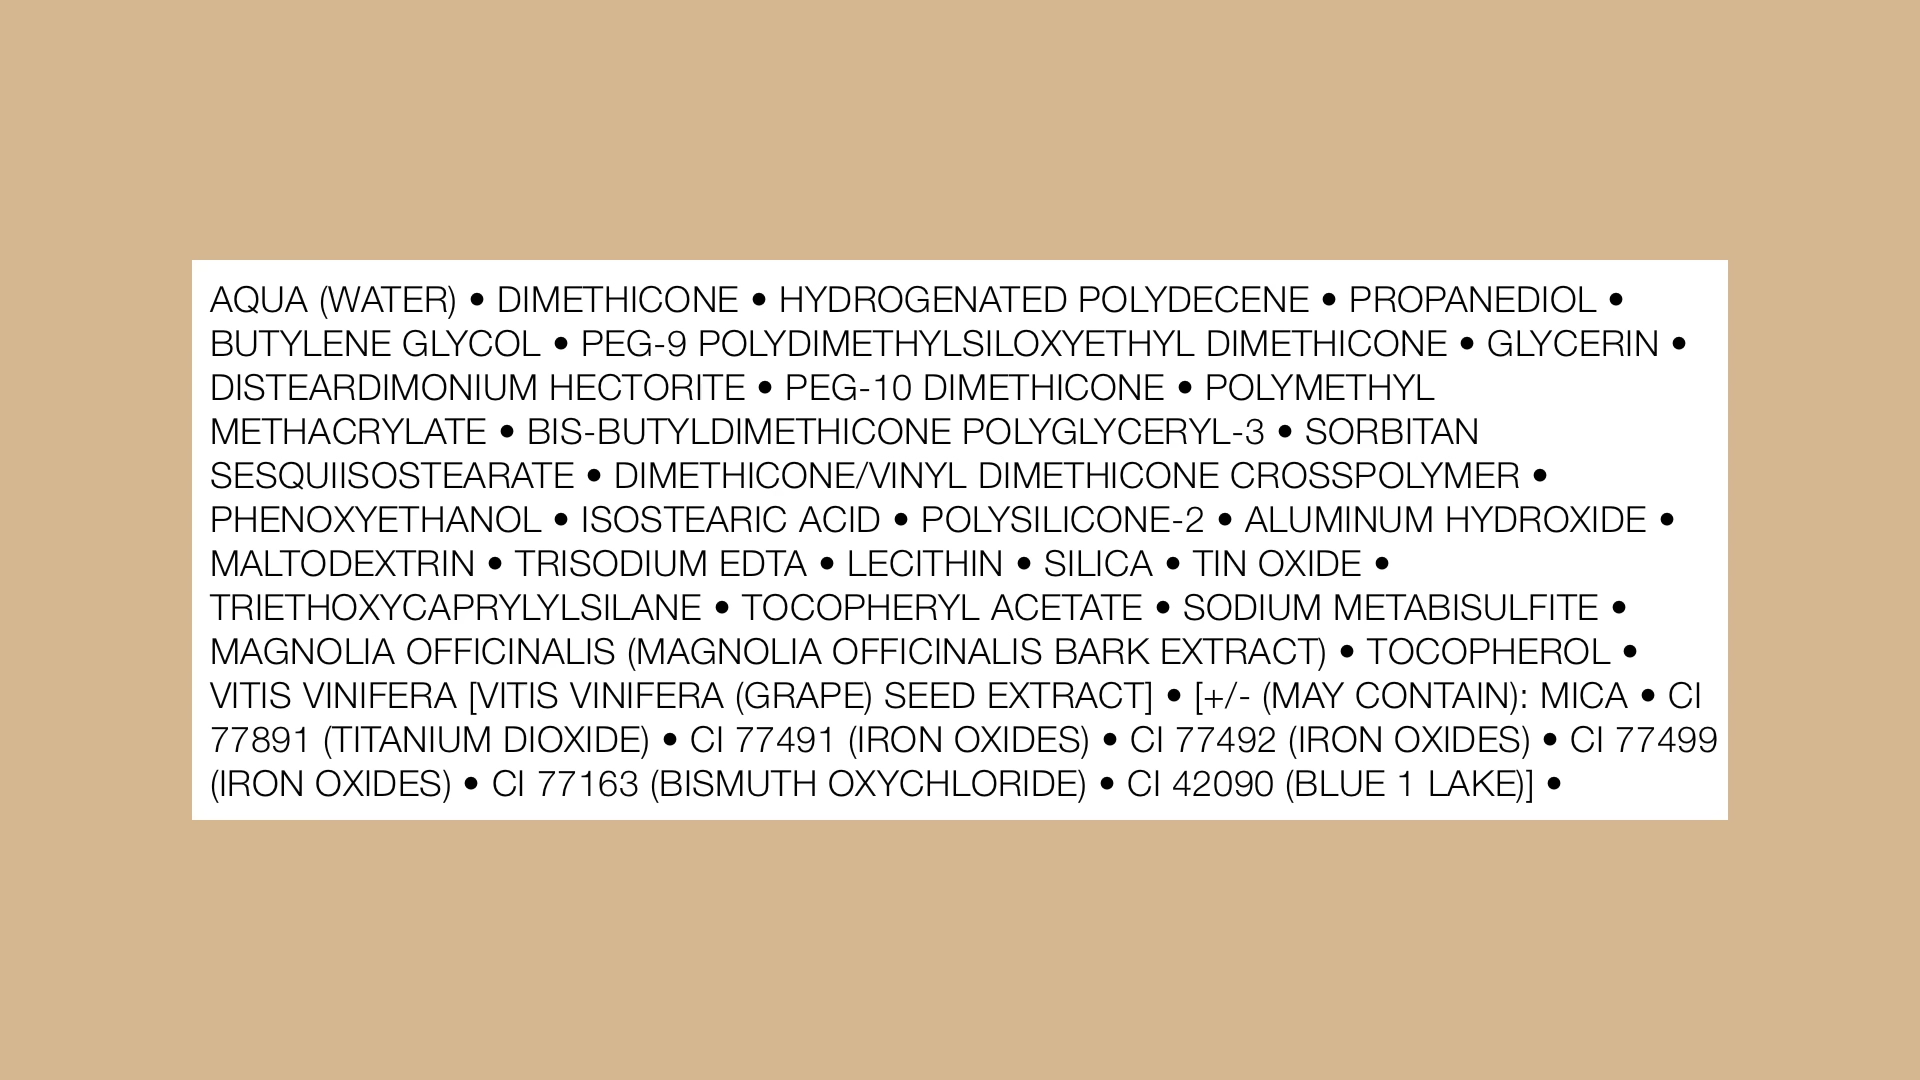 AQUA (WATER) • DIMETHICONE • HYDROGENATED POLYDECENE • PROPANEDIOL •
BUTYLENE GLYCOL • PEG-9 POLYDIMETHYLSILOXYETHYL DIMETHICONE • GLYCERIN •
DISTEARDIMONIUM HECTORITE • PEG-10 DIMETHICONE • POLYMETHYL
METHACRYLATE • BIS-BUTYLDIMETHICONE POLYGLYCERYL-3 • SORBITAN
SESQUIISOSTEARATE • DIMETHICONE/VINYL DIMETHICONE CROSSPOLYMER •
PHENOXYETHANOL • ISOSTEARIC ACID • POLYSILICONE-2 • ALUMINUM HYDROXIDE •
MALTODEXTRIN • TRISODIUM EDTA • LECITHIN • SILICA • TIN OXIDE •
TRIETHOXYCAPRYLYLSILANE • TOCOPHERYL ACETATE • SODIUM METABISULFITE •
MAGNOLIA OFFICINALIS (MAGNOLIA OFFICINALIS BARK EXTRACT) • TOCOPHEROL •
VITIS VINIFERA [VITIS VINIFERA (GRAPE) SEED EXTRACT] • [+/- (MAY CONTAIN): MICA • CI
77891 (TITANIUM DIOXIDE) • CI 77491 (IRON OXIDES) • CI 77492 (IRON OXIDES) • CI 77499
(IRON OXIDES) • CI 77163 (BISMUTH OXYCHLORIDE) • CI 42090 (BLUE 1 LAKE)] •